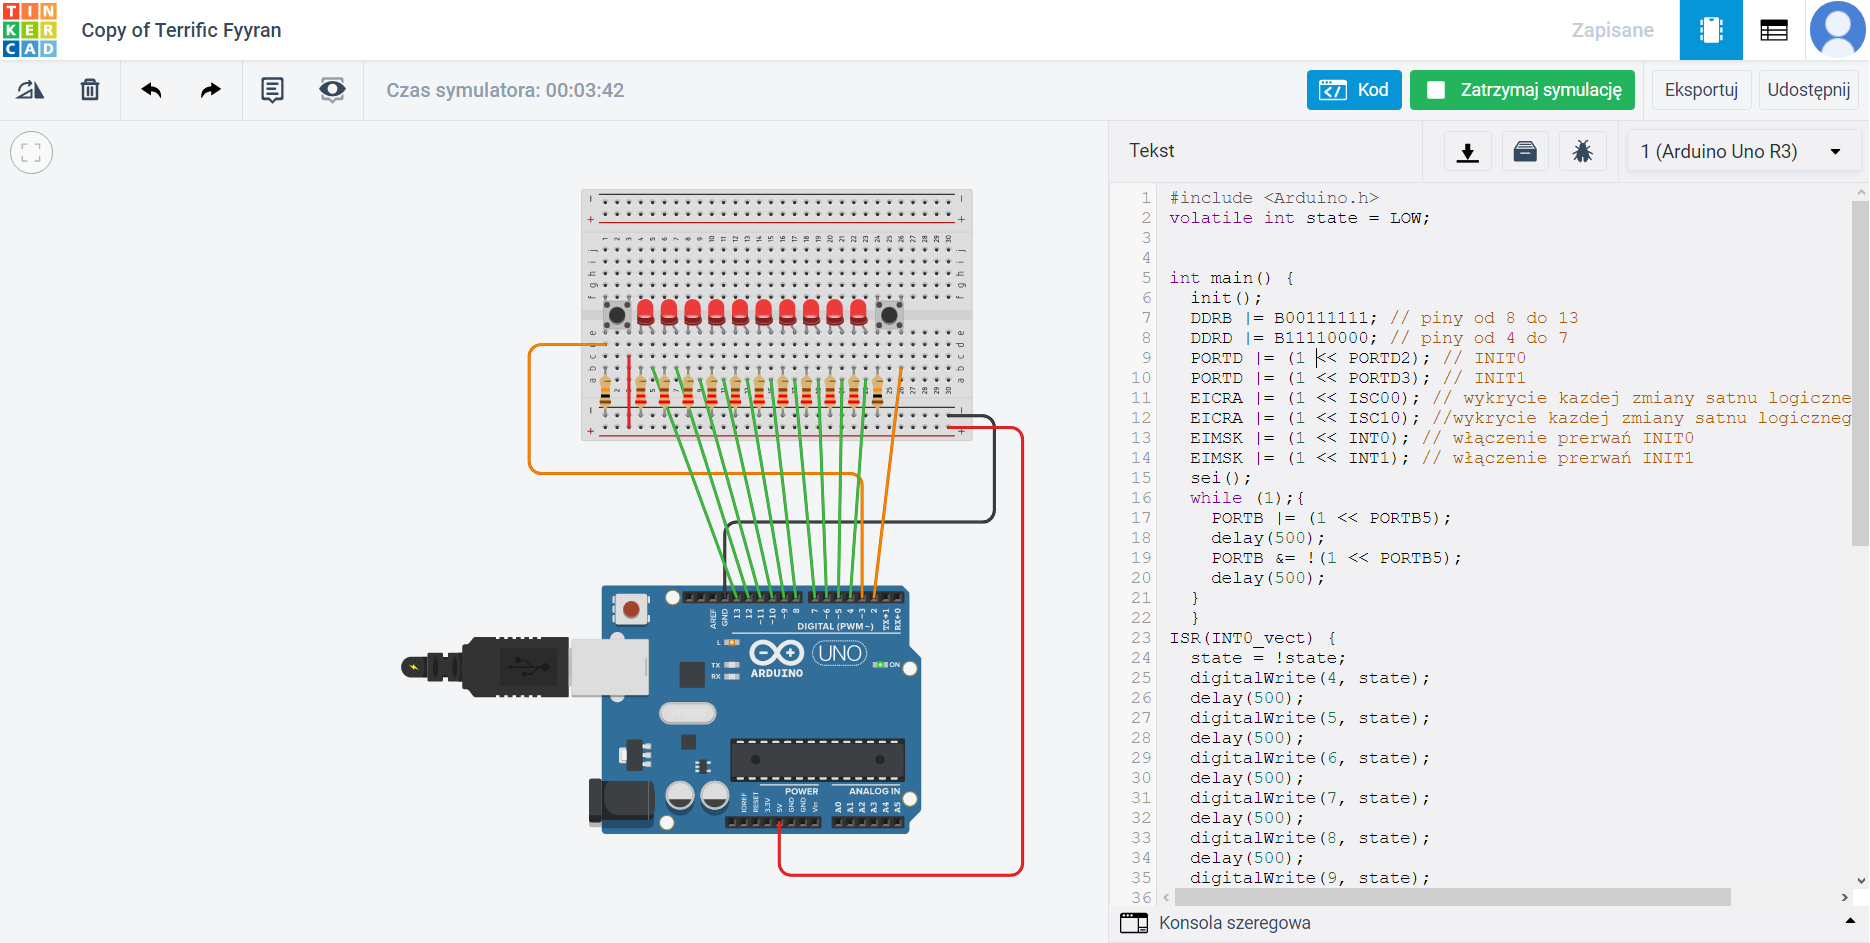 TINKERCAD
Copy of Terrific Fyyran
Zapisane
Czas symulatora: 00:03:42
Kod
Zatrzymaj symulację
Eksportuj
Udostępnij
Tekst
1 (Arduino Uno R3)
1 #include <Arduino.h>
2 volatile int state = LOW;
3
4
5 int main() {
6 init();
7 DDRB |= B00111111; // piny od 8 do 13
8 DDRD |= B11110000; // piny od 4 do 7
9 PORTD |= (1 << PORTD2); // INIT0
10 PORTD |= (1 << PORTD3); // INIT1
11 EICRA |= (1 << ISC00); // wykrycie kazdej zmiany satnu logiczne
12 EICRA |= (1 << ISC10); //wykrycie kazdej zmiany satnu logiczneg
13 EIMSK |= (1 << INT0); // włączenie prerwań INIT0
14 EIMSK |= (1 << INT1); // włączenie prerwań INIT1
15 sei();
16 while (1);{
17 PORTB |= (1 << PORTB5);
18 delay(500);
19 PORTB &= !(1 << PORTB5);
20 delay(500);
21 }
22 }
23 ISR(INT0_vect) {
24 state = !state;
25 digitalWrite(4, state);
26 delay(500);
27 digitalWrite(5, state);
28 delay(500);
29 digitalWrite(6, state);
30 delay(500);
31 digitalWrite(7, state);
32 delay(500);
33 digitalWrite(8, state);
34 delay(500);
35 digitalWrite(9, state);
36
Konsola szeregowa
AREF
GND
13
12
~11
~10
~9
8
7
~6
~5
4
~3
2
TX→1
RX←0
DIGITAL (PWM~)
L
TX
RX
ARDUINO
UNO
ON
POWER
ANALOG IN
IOREF
RESET
3.3V
5V
GND
GND
Vin
A0
A1
A2
A3
A4
A5